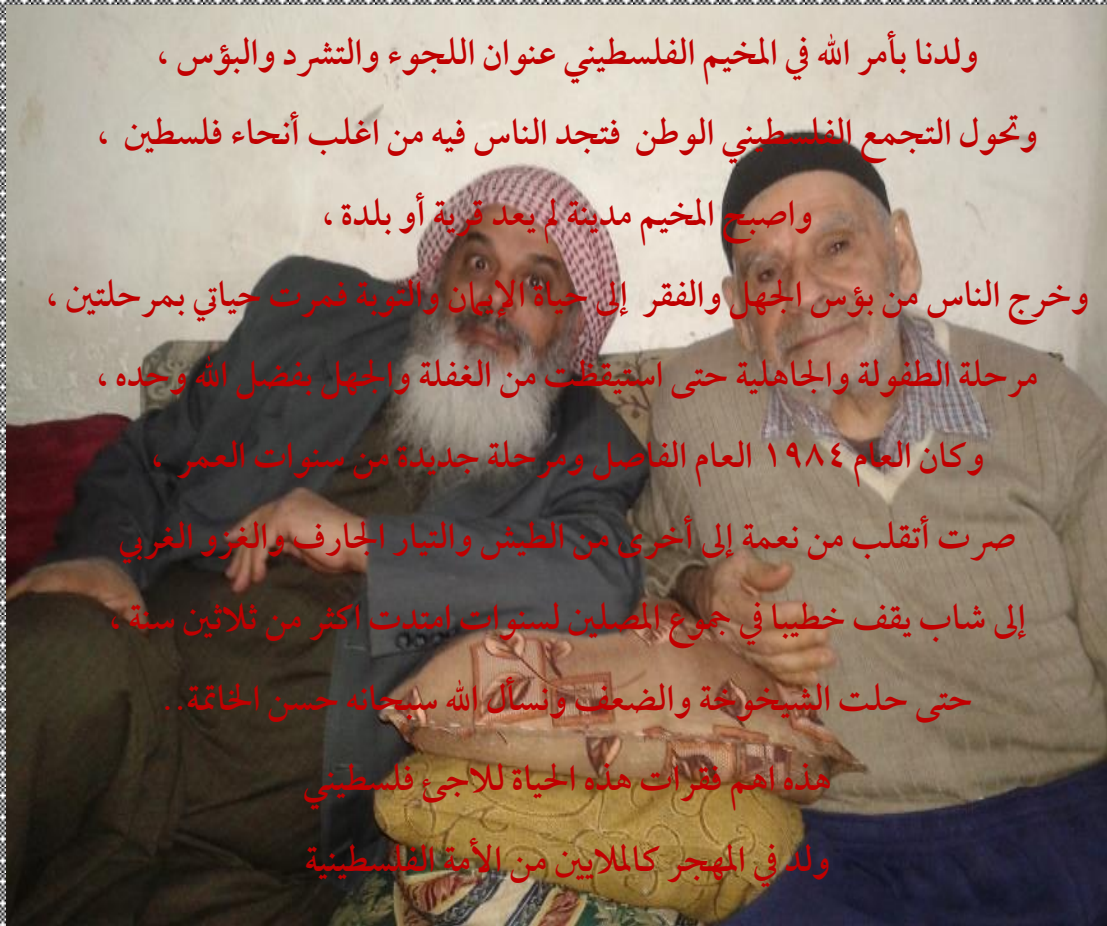 ولدنا بأمر الله في المخيم الفلسطيني عنوان اللجوء والتشرد والبؤس ،
وتحول التجمع الفلسطيني الوطن فتجد الناس فيه من اغلب أنحاء فلسطين ،
واصبح المخيم مدينة لم يعد قرية أو بلدة ،
وخرج الناس من بؤس الجهل والفقر إلى حياة الإيمان والتوبة فمرت حياتي بمرحلتين ،
مرحلة الطفولة والجاهلية حتى استيقظت من الغفلة والجهل بفضل الله وحده ،
وكان العام ١٩٨٤ العام الفاصل ومرحلة جديدة من سنوات العمر ،
صرت أتقلب من نعمة إلى أخرى من الطيش والتيار الجارف والغزو الغربي
إلى شاب يقف خطيبا في جموع المصلين لسنوات امتدت اكثر من ثلاثين سنة ،
حتى حلت الشيخوخة والضعف ونسأل الله سبحانه حسن الخاتمة..
هذه اهم فقرات هذه الحياة للاجئ فلسطيني
ولد في المهجر كالملايين من الأمة الفلسطينية